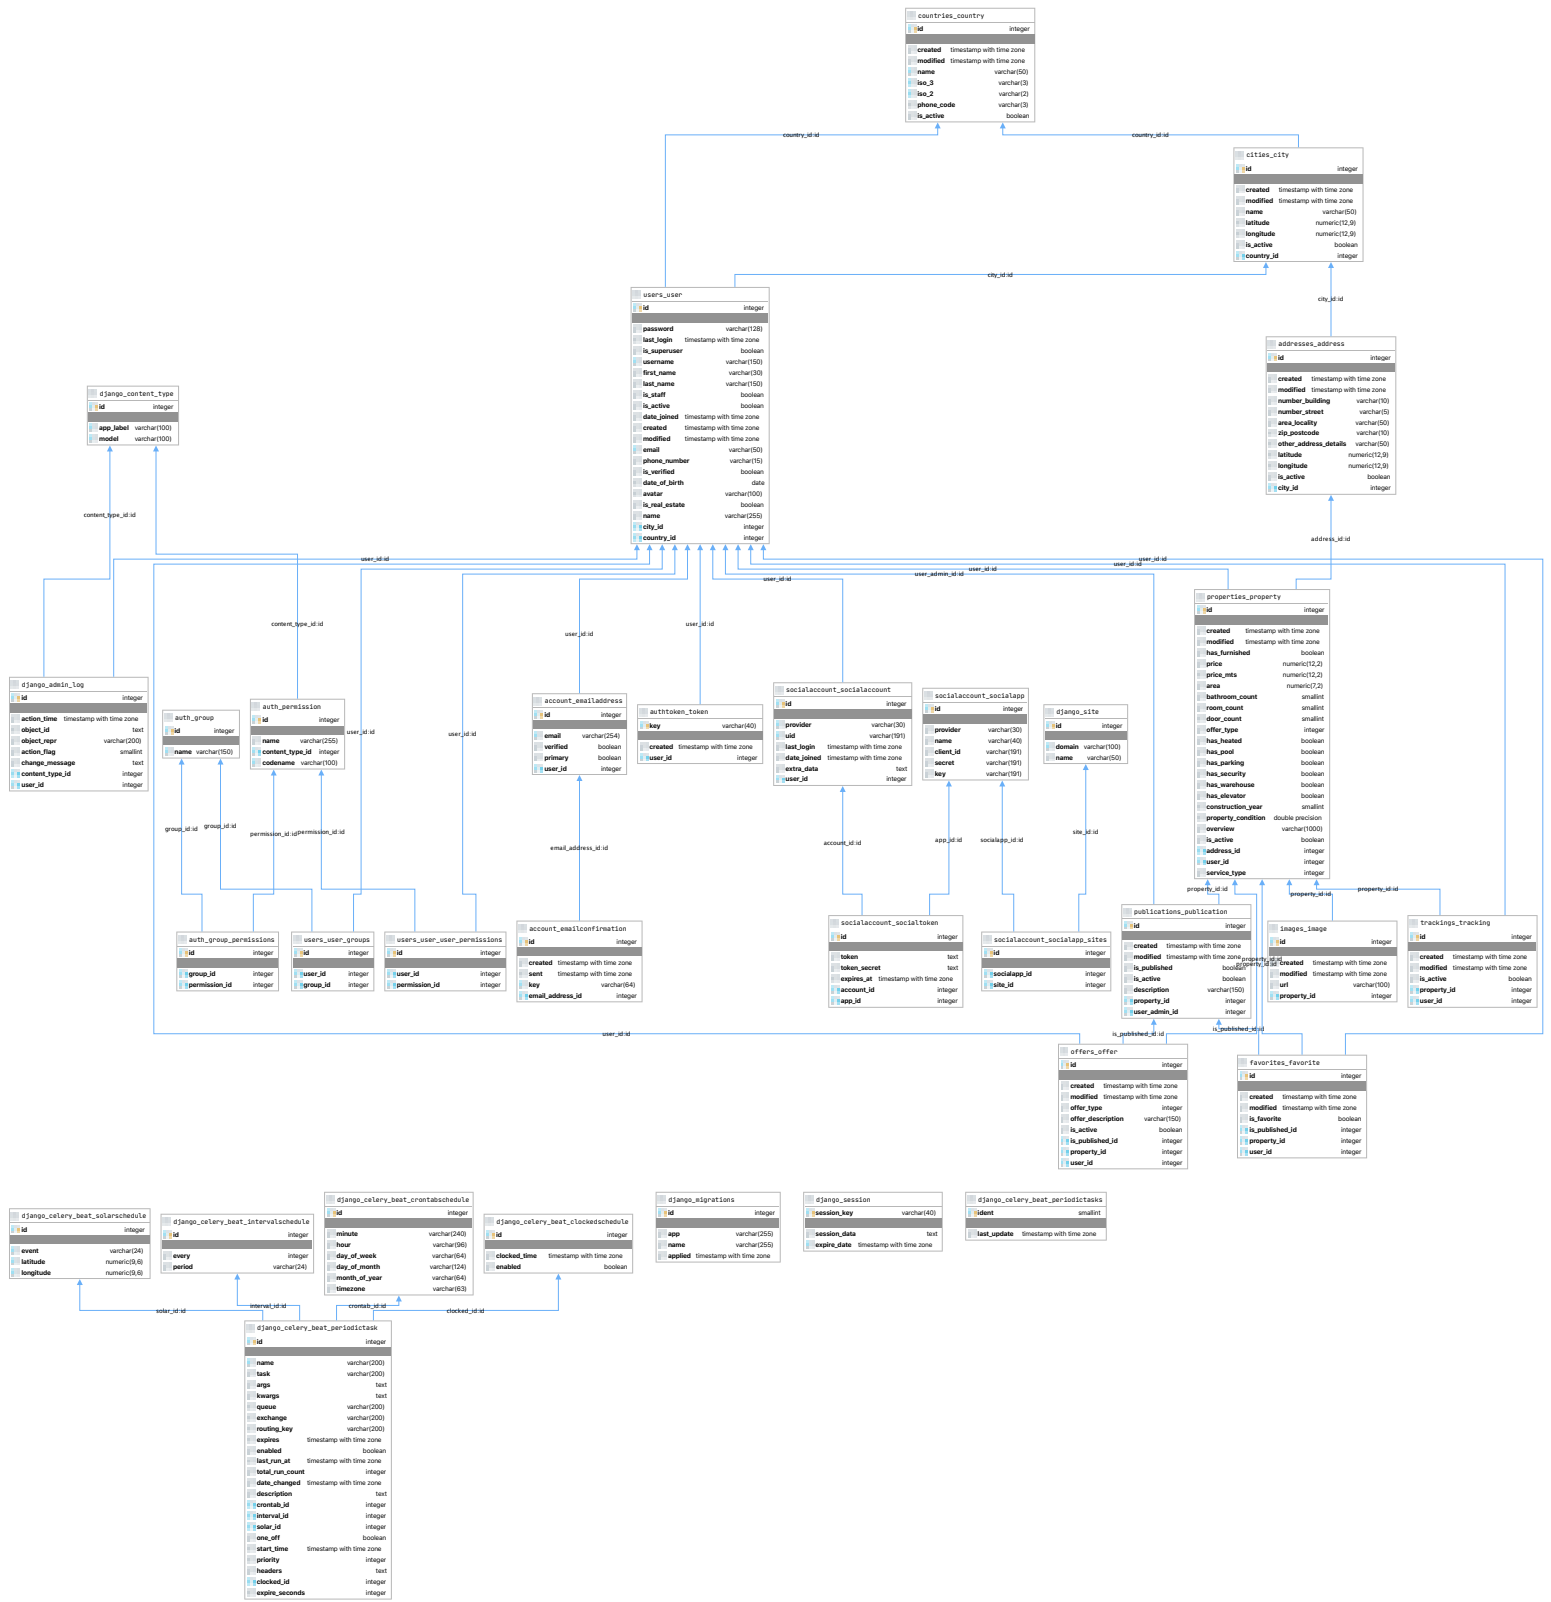 countries_country
id integer
created timestamp with time zone
modified timestamp with time zone
name varchar(50)
iso_3 varchar(3)
iso_2 varchar(2)
phone_code varchar(3)
is_active boolean
country_id:id
country_id:id
cities_city
id integer
created timestamp with time zone
modified timestamp with time zone
name varchar(50)
latitude numeric(12,9)
longitude numeric(12,9)
is_active boolean
country_id integer
city_id:id
city_id:id
users_user
id integer
password varchar(128)
last_login timestamp with time zone
is_superuser boolean
username varchar(150)
first_name varchar(30)
last_name varchar(150)
is_staff boolean
is_active boolean
date_joined timestamp with time zone
created timestamp with time zone
modified timestamp with time zone
email varchar(50)
phone_number varchar(15)
is_verified boolean
date_of_birth date
avatar varchar(100)
is_real_estate boolean
name varchar(255)
city_id integer
country_id integer
addresses_address
id integer
created timestamp with time zone
modified timestamp with time zone
number_building varchar(10)
number_street varchar(5)
area_locality varchar(50)
zip_postcode varchar(10)
other_address_details varchar(50)
latitude numeric(12,9)
longitude numeric(12,9)
is_active boolean
city_id integer
django_content_type
id integer
app_label varchar(100)
model varchar(100)
content_type_id:id
content_type_id:id
address_id:id
user_id:id
user_id:id
user_id:id
user_id:id
user_admin_id:id
user_id:id
user_id:id
user_id:id
user_id:id
user_id:id
properties_property
id integer
created timestamp with time zone
modified timestamp with time zone
has_furnished boolean
price numeric(12,2)
price_mts numeric(12,2)
area numeric(7,2)
bathroom_count smallint
room_count smallint
door_count smallint
offer_type integer
has_heated boolean
has_pool boolean
has_parking boolean
has_security boolean
has_warehouse boolean
has_elevator boolean
construction_year smallint
property_condition double precision
overview varchar(1000)
is_active boolean
address_id integer
user_id integer
service_type integer
django_admin_log
id integer
action_time timestamp with time zone
object_id text
object_repr varchar(200)
action_flag smallint
change_message text
content_type_id integer
user_id integer
auth_group
id integer
name varchar(150)
auth_permission
id integer
name varchar(255)
content_type_id integer
codename varchar(100)
account_emailaddress
id integer
email varchar(254)
verified boolean
primary boolean
user_id integer
authtoken_token
key varchar(40)
created timestamp with time zone
user_id integer
socialaccount_socialaccount
id integer
provider varchar(30)
uid varchar(191)
last_login timestamp with time zone
date_joined timestamp with time zone
extra_data text
user_id integer
socialaccount_socialapp
id integer
provider varchar(30)
name varchar(40)
client_id varchar(191)
secret varchar(191)
key varchar(191)
django_site
id integer
domain varchar(100)
name varchar(50)
group_id:id
group_id:id
permission_id:id
permission_id:id
email_address_id:id
account_id:id
app_id:id
socialapp_id:id
site_id:id
property_id:id
property_id:id
property_id:id
auth_group_permissions
id integer
group_id integer
permission_id integer
users_user_groups
id integer
user_id integer
group_id integer
users_user_user_permissions
id integer
user_id integer
permission_id integer
account_emailconfirmation
id integer
created timestamp with time zone
sent timestamp with time zone
key varchar(64)
email_address_id integer
socialaccount_socialtoken
id integer
token text
token_secret text
expires_at timestamp with time zone
account_id integer
app_id integer
socialaccount_socialapp_sites
id integer
socialapp_id integer
site_id integer
publications_publication
id integer
created timestamp with time zone
modified timestamp with time zone
is_published boolean
is_active boolean
description varchar(150)
property_id integer
user_admin_id integer
property_id:id
property_id:id
images_image
id integer
created timestamp with time zone
modified timestamp with time zone
url varchar(100)
property_id integer
trackings_tracking
id integer
created timestamp with time zone
modified timestamp with time zone
is_active boolean
property_id integer
user_id integer
user_id:id
is_published_id:id
is_published_id:id
offers_offer
id integer
created timestamp with time zone
modified timestamp with time zone
offer_type integer
offer_description varchar(150)
is_active boolean
is_published_id integer
property_id integer
user_id integer
favorites_favorite
id integer
created timestamp with time zone
modified timestamp with time zone
is_favorite boolean
is_published_id integer
property_id integer
user_id integer
django_celery_beat_solarschedule
id integer
event varchar(24)
latitude numeric(9,6)
longitude numeric(9,6)
django_celery_beat_intervalschedule
id integer
every integer
period varchar(24)
django_celery_beat_crontabschedule
id integer
minute varchar(240)
hour varchar(96)
day_of_week varchar(64)
day_of_month varchar(124)
month_of_year varchar(64)
timezone varchar(63)
django_celery_beat_clockedschedule
id integer
clocked_time timestamp with time zone
enabled boolean
django_migrations
id integer
app varchar(255)
name varchar(255)
applied timestamp with time zone
django_session
session_key varchar(40)
session_data text
expire_date timestamp with time zone
django_celery_beat_periodictasks
ident smallint
last_update timestamp with time zone
solar_id:id
interval_id:id
crontab_id:id
clocked_id:id
django_celery_beat_periodictask
id integer
name varchar(200)
task varchar(200)
args text
kwargs text
queue varchar(200)
exchange varchar(200)
routing_key varchar(200)
expires timestamp with time zone
enabled boolean
last_run_at timestamp with time zone
total_run_count integer
date_changed timestamp with time zone
description text
crontab_id integer
interval_id integer
solar_id integer
one_off boolean
start_time timestamp with time zone
priority integer
headers text
clocked_id integer
expire_seconds integer